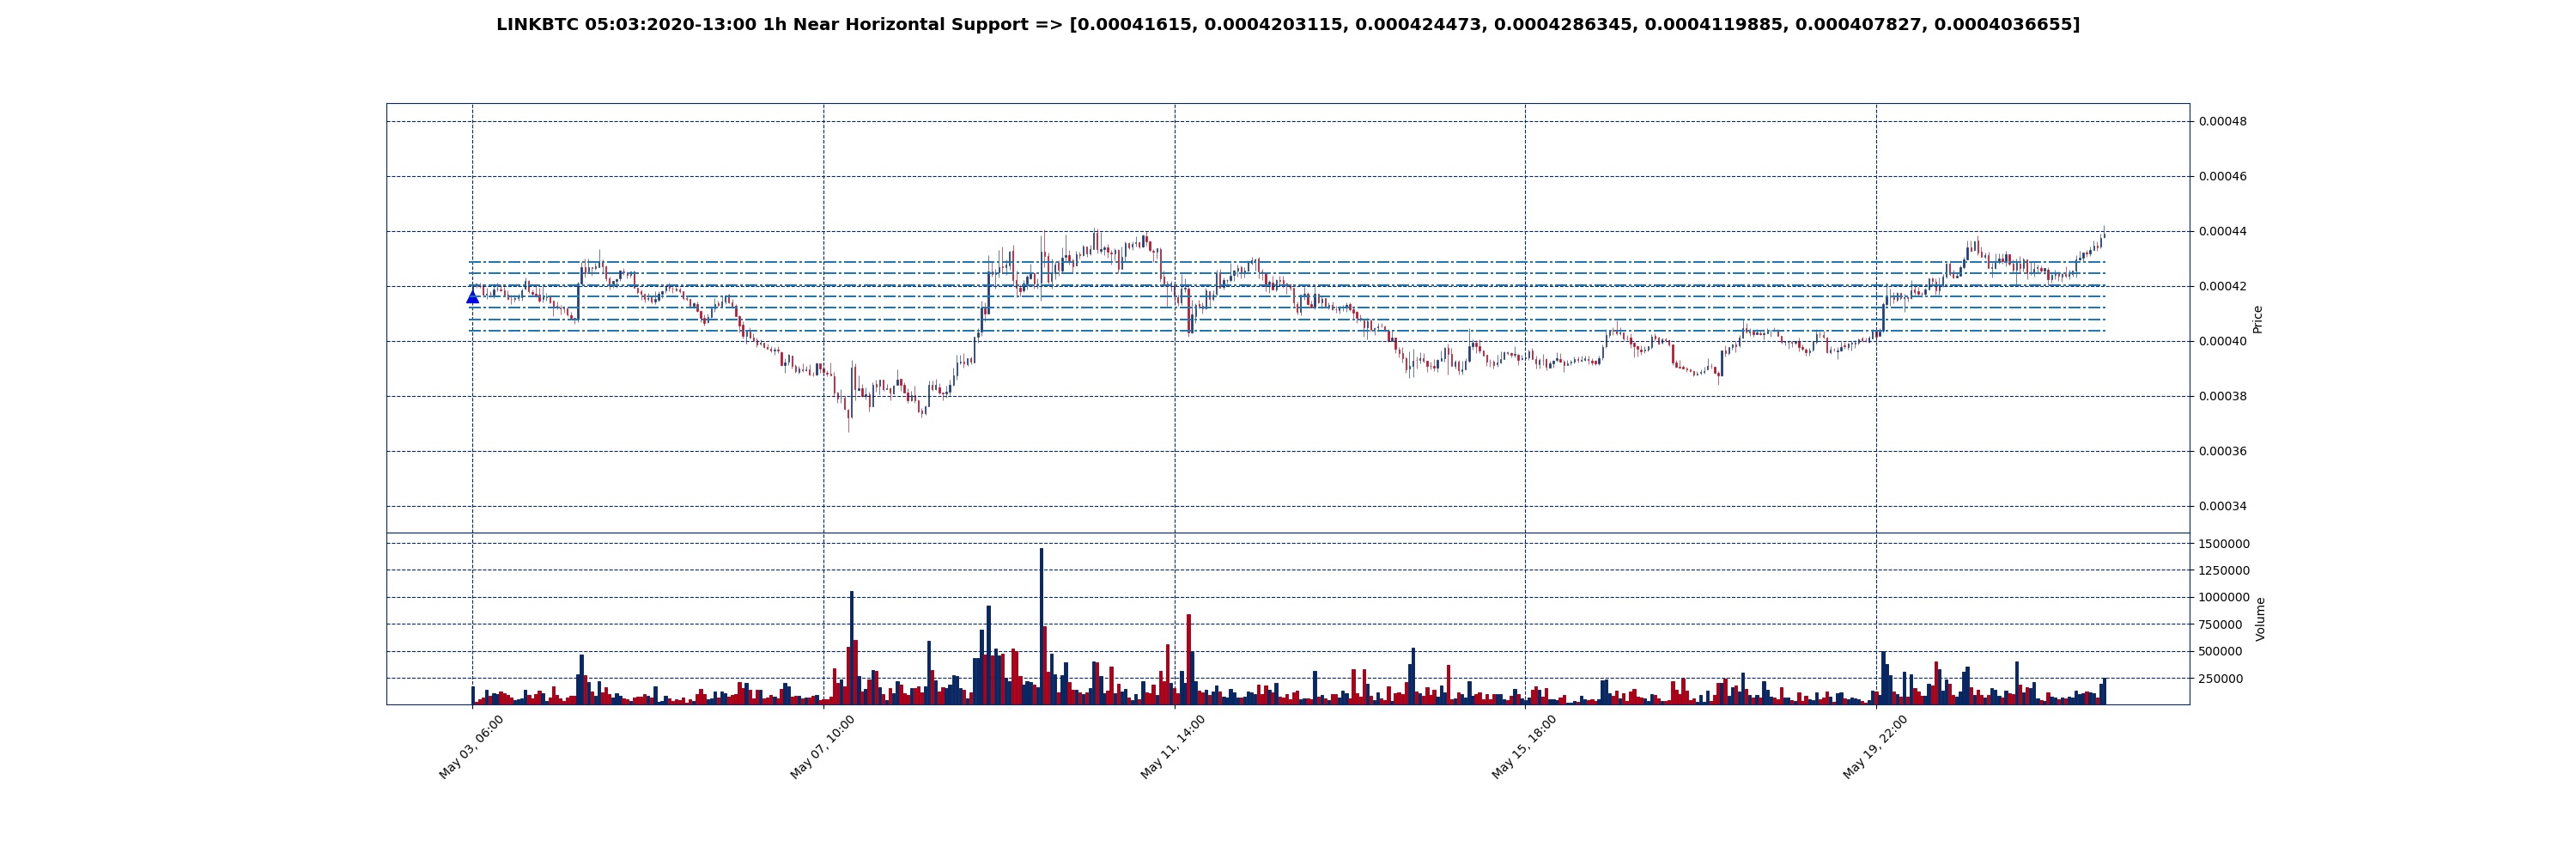 LINKBTC 05:03:2020-13:00 1h Near Horizontal Support => [0.00041615, 0.0004203115, 0.000424473, 0.0004286345, 0.0004119885, 0.000407827, 0.0004036655]
0.00048
0.00046
0.00044
0.00042
0.00040
0.00038
0.00036
0.00034
Price
1500000
1250000
1000000
750000
500000
250000
Volume
May 03, 06:00
May 07, 10:00
May 11, 14:00
May 15, 18:00
May 19, 22:00